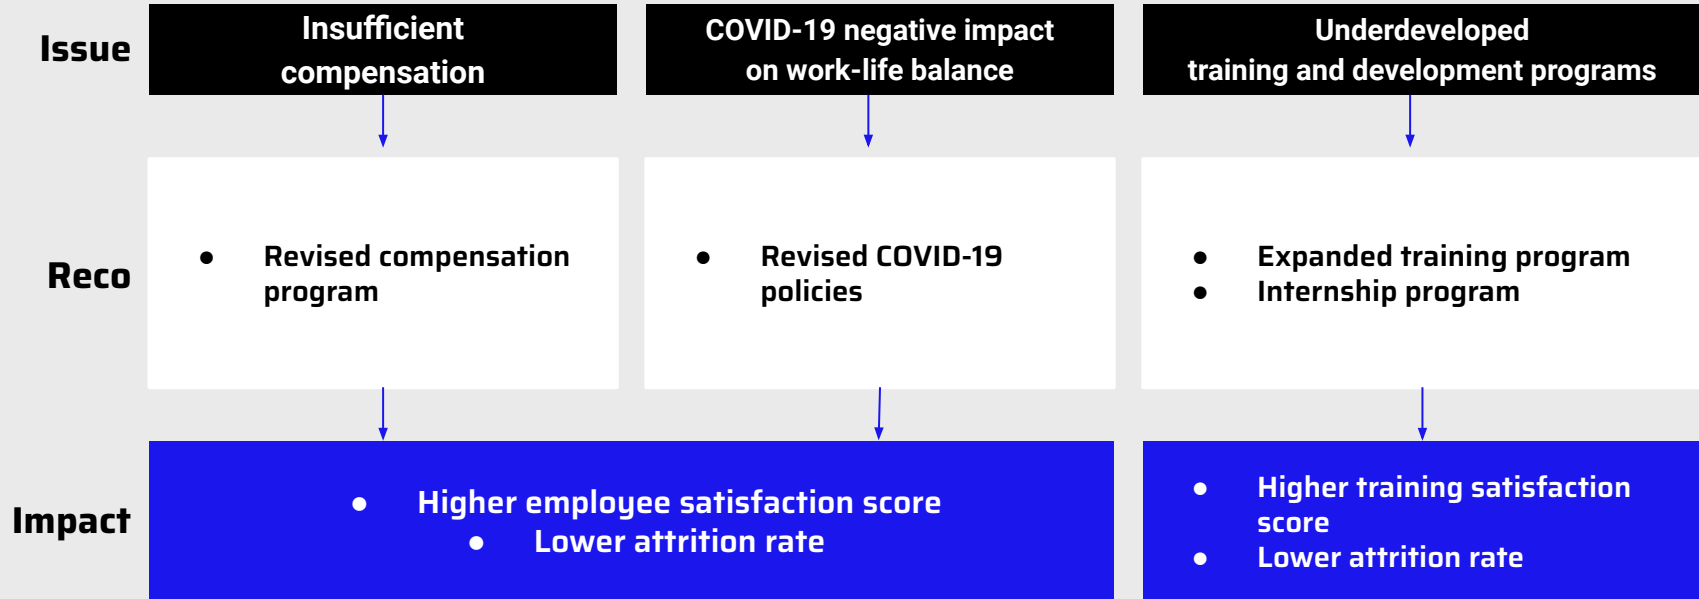 Issue
Insufficient
compensation
COVID-19 negative impact
on work-life balance
Underdeveloped
training and development programs
Reco
● Revised compensation
program
● Revised COVID-19
policies
● Expanded training program
● Internship program
Impact
● Higher employee satisfaction score
● Lower attrition rate
● Higher training satisfaction
score
● Lower attrition rate